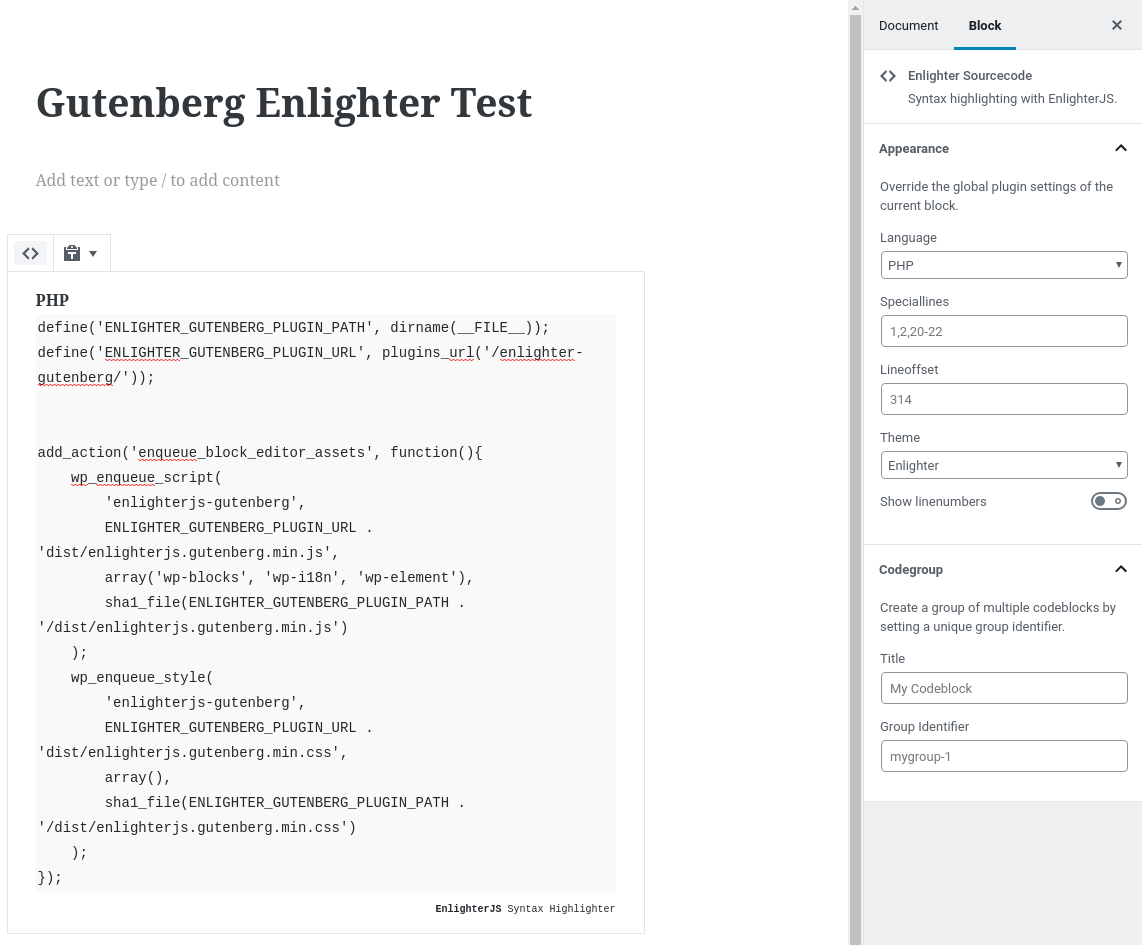 Gutenberg Enlighter Test
Add text or type / to add content
PHP
define('ENLIGHTER_GUTENBERG_PLUGIN_PATH', dirname(__FILE__));
define('ENLIGHTER_GUTENBERG_PLUGIN_URL', plugins_url('/enlighter-
gutenberg/'));
add_action('enqueue_block_editor_assets', function(){
    wp_enqueue_script(
        'enlighterjs-gutenberg',
        ENLIGHTER_GUTENBERG_PLUGIN_URL .
'dist/enlighterjs.gutenberg.min.js',
        array('wp-blocks', 'wp-i18n', 'wp-element'),
        sha1_file(ENLIGHTER_GUTENBERG_PLUGIN_PATH .
'/dist/enlighterjs.gutenberg.min.js')
    );
    wp_enqueue_style(
        'enlighterjs-gutenberg',
        ENLIGHTER_GUTENBERG_PLUGIN_URL .
'dist/enlighterjs.gutenberg.min.css',
        array(),
        sha1_file(ENLIGHTER_GUTENBERG_PLUGIN_PATH .
'/dist/enlighterjs.gutenberg.min.css')
    );
});
EnlighterJS Syntax Highlighter
Document Block
Enlighter Sourcecode
Syntax highlighting with EnlighterJS.
Appearance
Override the global plugin settings of the
current block.
Language
PHP
Speciallines
1,2,20-22
Lineoffset
314
Theme
Enlighter
Show linenumbers
Codegroup
Create a group of multiple codeblocks by
setting a unique group identifier.
Title
My Codeblock
Group Identifier
mygroup-1